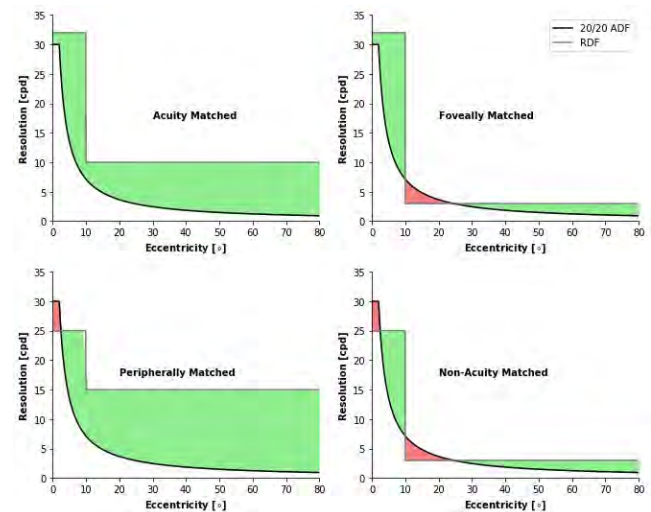 35
30
25
20
15
10
5
0
Resolution [cpd]
Acuity Matched
0 10 20 30 40 50 60 70 80
Eccentricity [∘]
35
30
25
20
15
10
5
0
Resolution [cpd]
20/20 ADF
RDF
Foveally Matched
0 10 20 30 40 50 60 70 80
Eccentricity [∘]
35
30
25
20
15
10
5
0
Resolution [cpd]
Peripherally Matched
0 10 20 30 40 50 60 70 80
Eccentricity [∘]
35
30
25
20
15
10
5
0
Resolution [cpd]
Non-Acuity Matched
0 10 20 30 40 50 60 70 80
Eccentricity [∘]